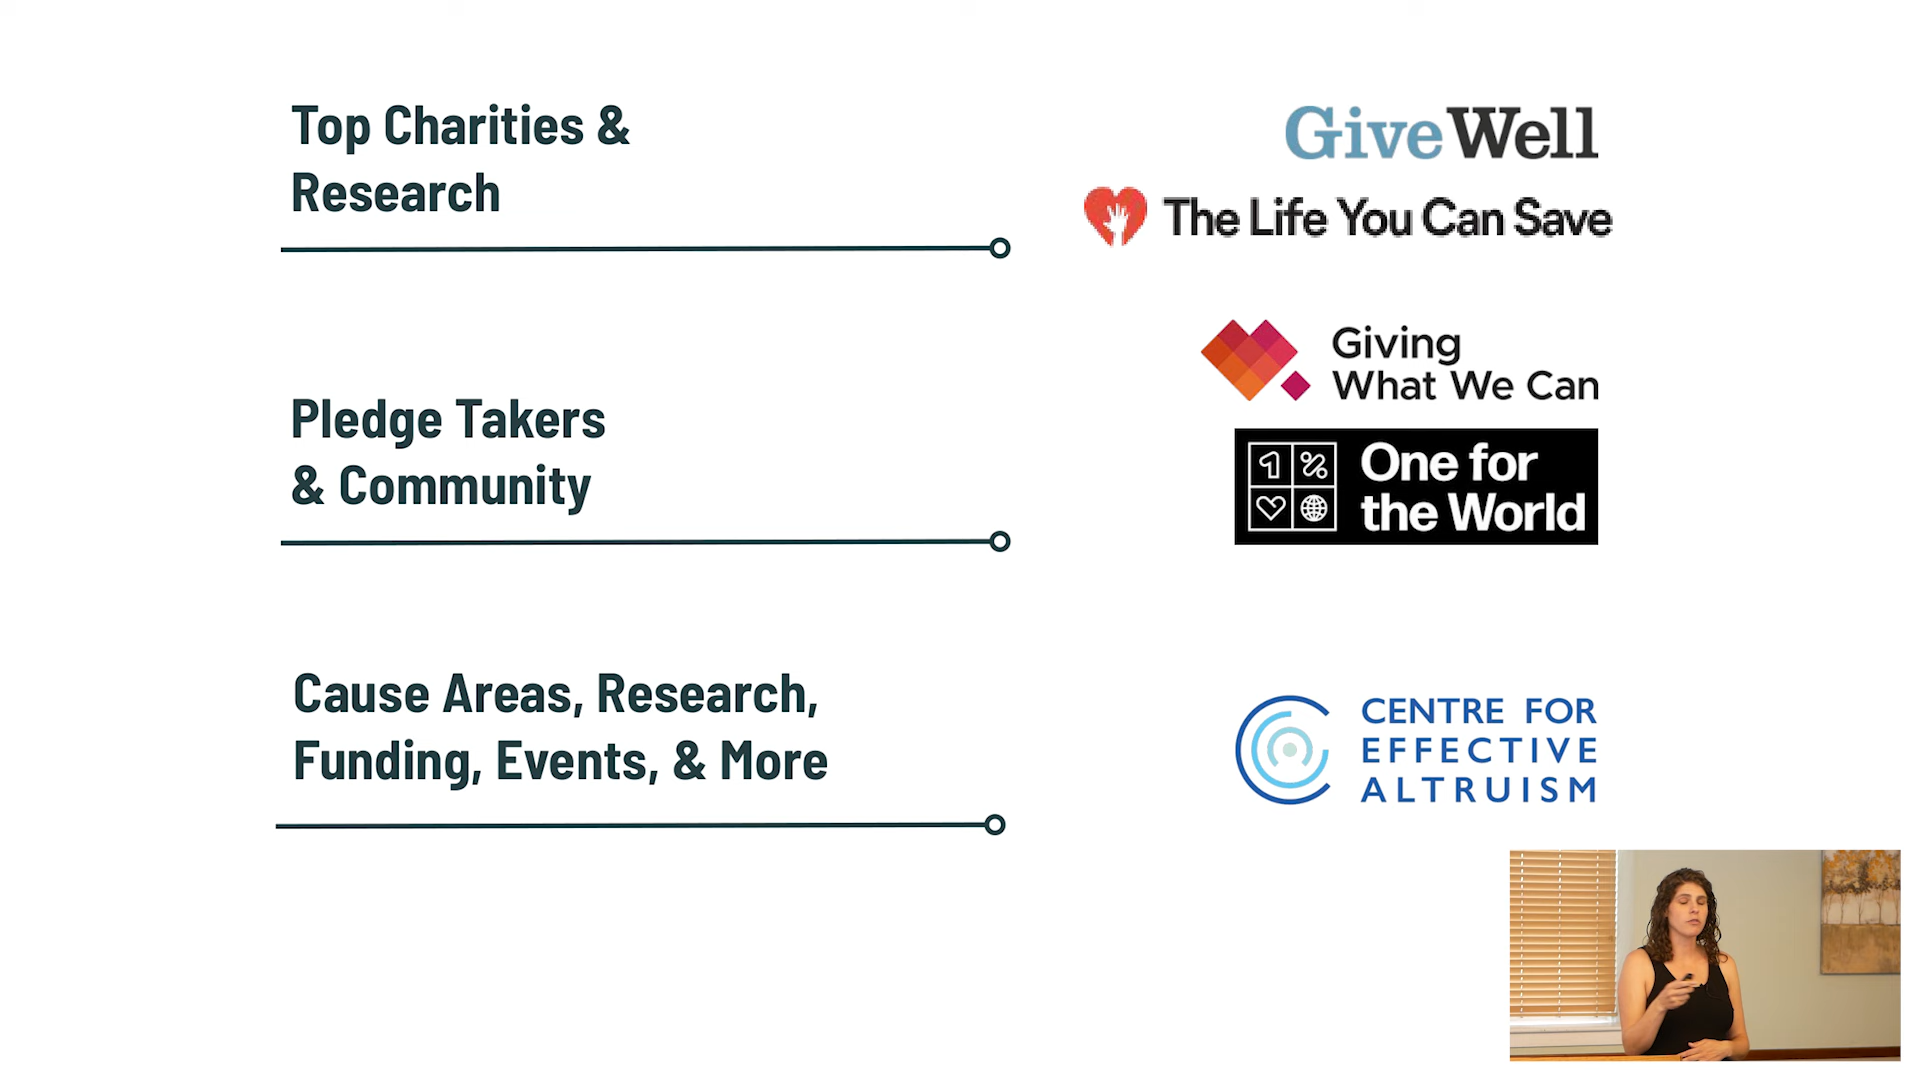 Top Charities &
Research
GiveWell
The Life You Can Save
Pledge Takers
& Community
Giving
What We Can
1%
One for
the World
Cause Areas, Research,
Funding, Events, & More
CENTRE FOR
EFFECTIVE
ALTRUISM